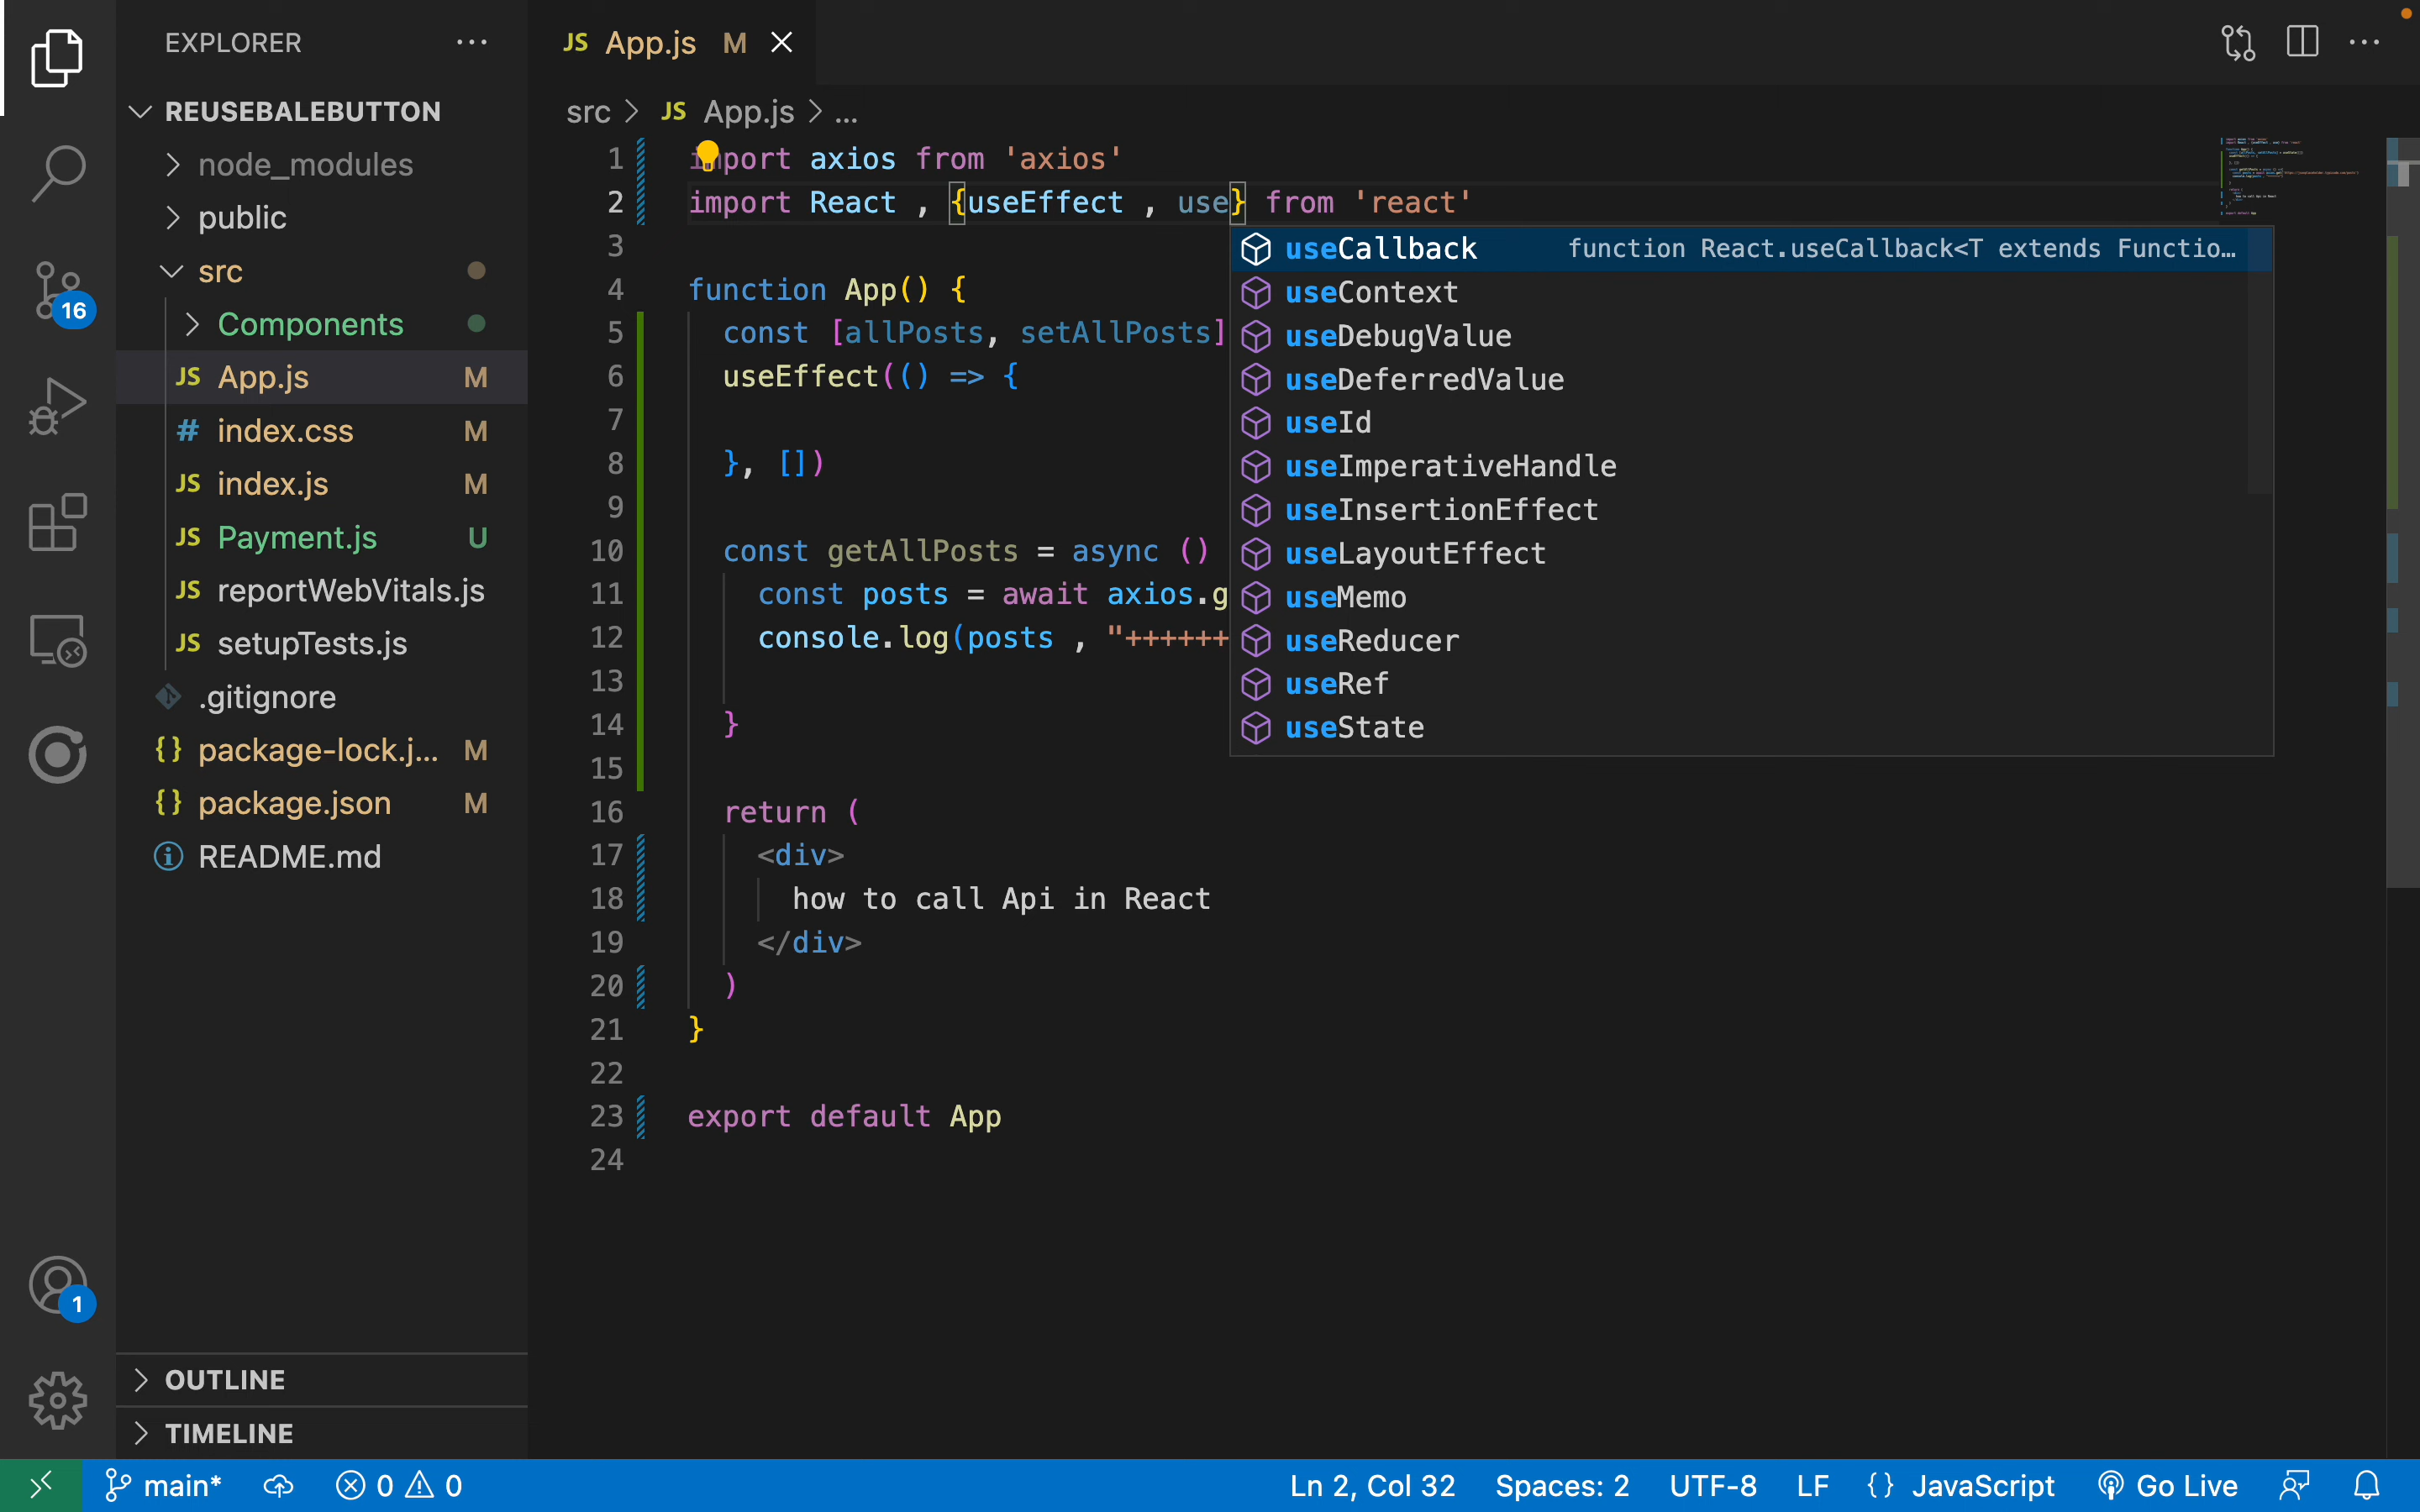 EXPLORER
REUSEBALEBUTTON
node_modules
public
src
Components
JS App.js M
# index.css M
JS index.js M
JS Payment.js U
JS reportWebVitals.js
JS setupTests.js
.gitignore
{} package-lock.j... M
{} package.json M
README.md
OUTLINE
TIMELINE
16
1
JS App.js M
src > JS App.js > ...
1 import axios from 'axios'
2 import React , {useEffect , use} from 'react'
3
4 function App() {
5 const [allPosts, setAllPosts]
6 useEffect(() => {
7
8 }, [])
9
10 const getAllPosts = async ()
11 const posts = await axios.g
12 console.log(posts , "++++++
13
14 }
15
16 return (
17 <div>
18 how to call Api in React
19 </div>
20 )
21 }
22
23 export default App
24
useCallback function React.useCallback<T extends Functio...
useContext
useDebugValue
useDeferredValue
useId
useImperativeHandle
useInsertionEffect
useLayoutEffect
useMemo
useReducer
useRef
useState
main* 0 0 Ln 2, Col 32 Spaces: 2 UTF-8 LF {} JavaScript Go Live